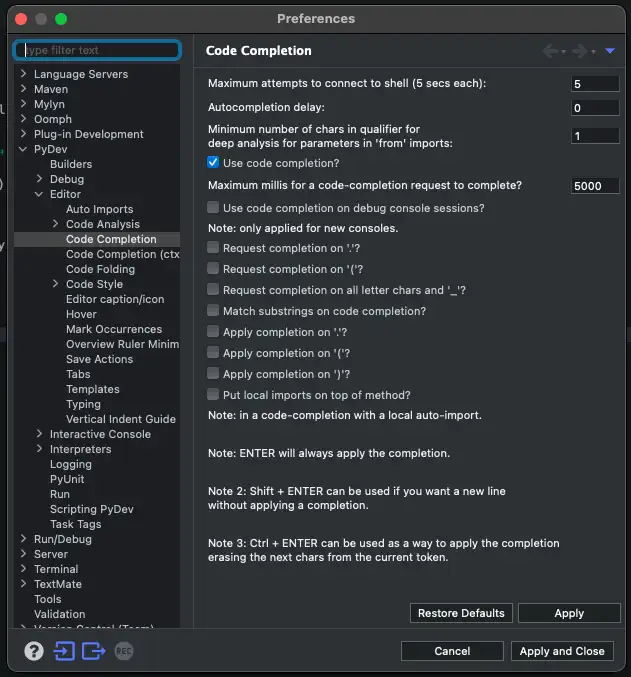 Preferences
type filter text
Language Servers
Maven
Mylyn
Oomph
Plug-in Development
PyDev
Builders
Debug
Editor
Auto Imports
Code Analysis
Code Completion
Code Completion (ctx
Code Folding
Code Style
Editor caption/icon
Hover
Mark Occurrences
Overview Ruler Minim
Save Actions
Tabs
Templates
Typing
Vertical Indent Guide
Interactive Console
Interpreters
Logging
PyUnit
Run
Scripting PyDev
Task Tags
Run/Debug
Server
Terminal
TextMate
Tools
Validation
Version Control (Team)
Code Completion
Maximum attempts to connect to shell (5 secs each): 5
Autocompletion delay: 0
Minimum number of chars in qualifier for
deep analysis for parameters in 'from' imports: 1
Use code completion?
Maximum millis for a code-completion request to complete? 5000
Use code completion on debug console sessions?
Note: only applied for new consoles.
Request completion on '.'?
Request completion on '('?
Request completion on all letter chars and '_'?
Match substrings on code completion?
Apply completion on '.'?
Apply completion on '('?
Apply completion on ')'?
Put local imports on top of method?
Note: in a code-completion with a local auto-import.
Note: ENTER will always apply the completion.
Note 2: Shift + ENTER can be used if you want a new line
without applying a completion.
Note 3: Ctrl + ENTER can be used as a way to apply the completion
erasing the next chars from the current token.
Restore Defaults Apply
? REC Cancel Apply and Close